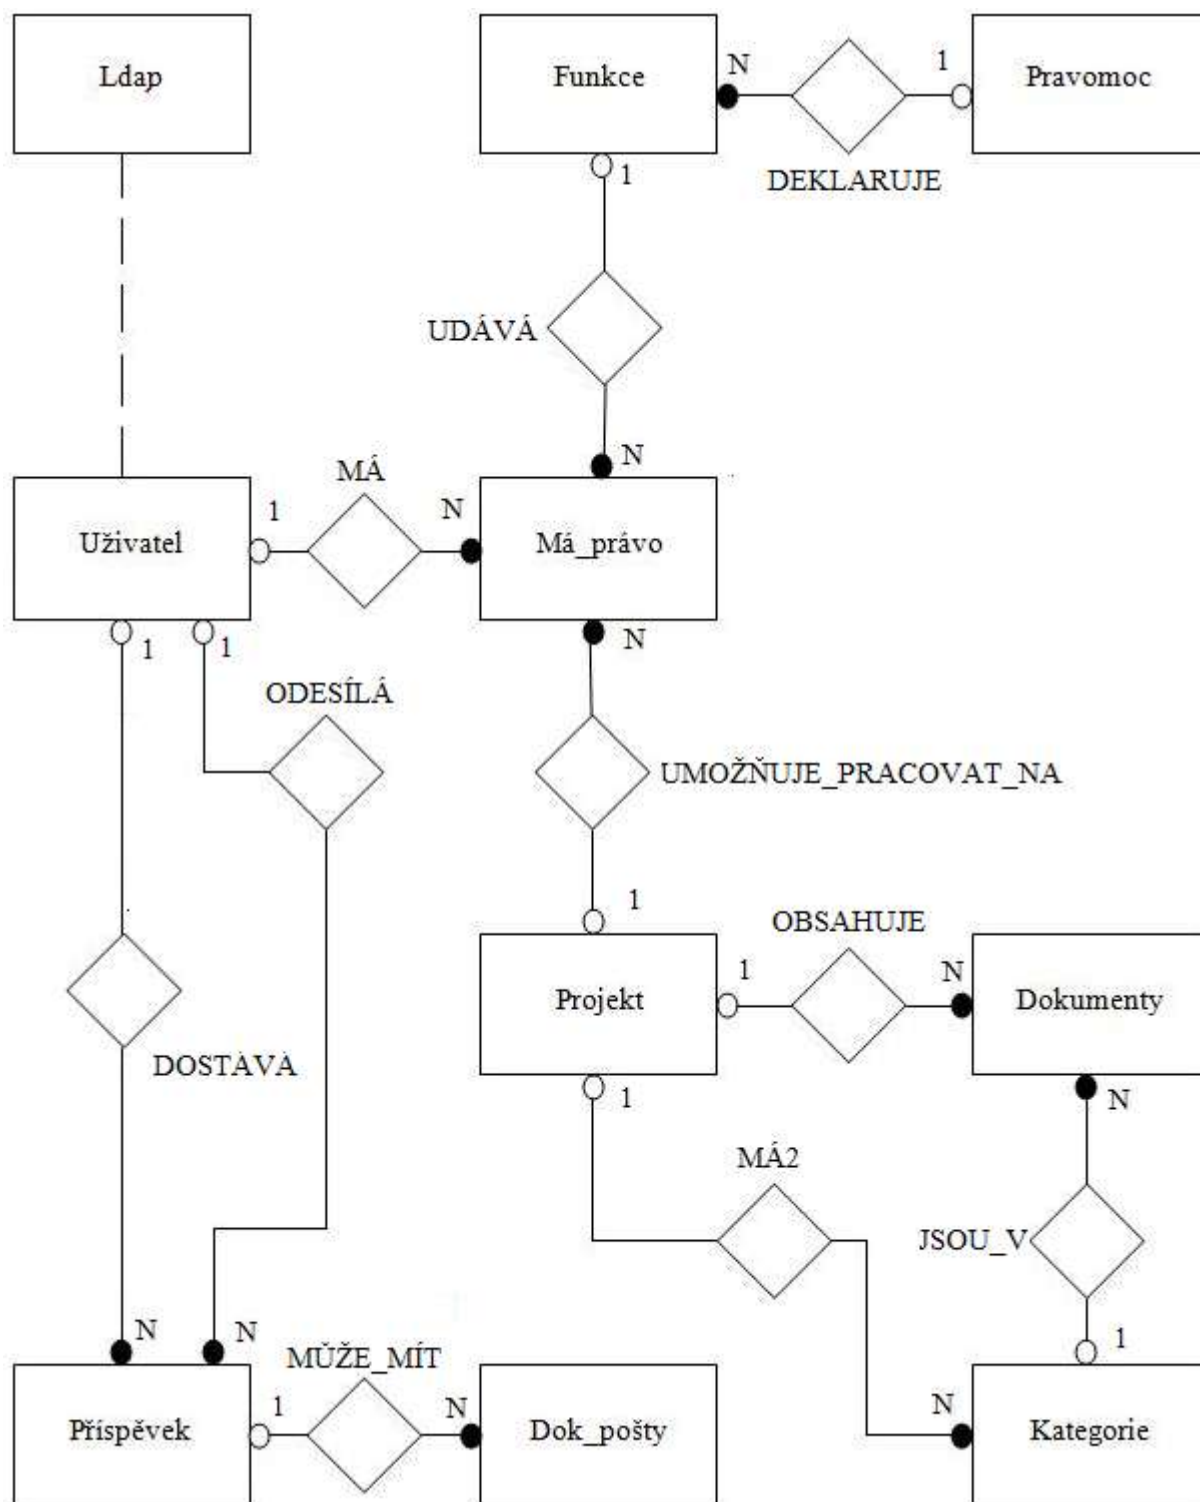 Ldap
Funkce
N
1
Pravomoc
DEKLARUJE
1
UDÁVÁ
N
MÁ
Uživatel
1
N
Má_právo
1
1
N
ODESÍLÁ
UMOŽŇUJE_PRACOVAT_NA
1
OBSAHUJE
Projekt
1
N
Dokumenty
DOSTÁVÁ
1
N
MÁ2
JSOU_V
N
N
1
MŮŽE_MÍT
Příspěvek
1
N
Dok_pošty
N
Kategorie